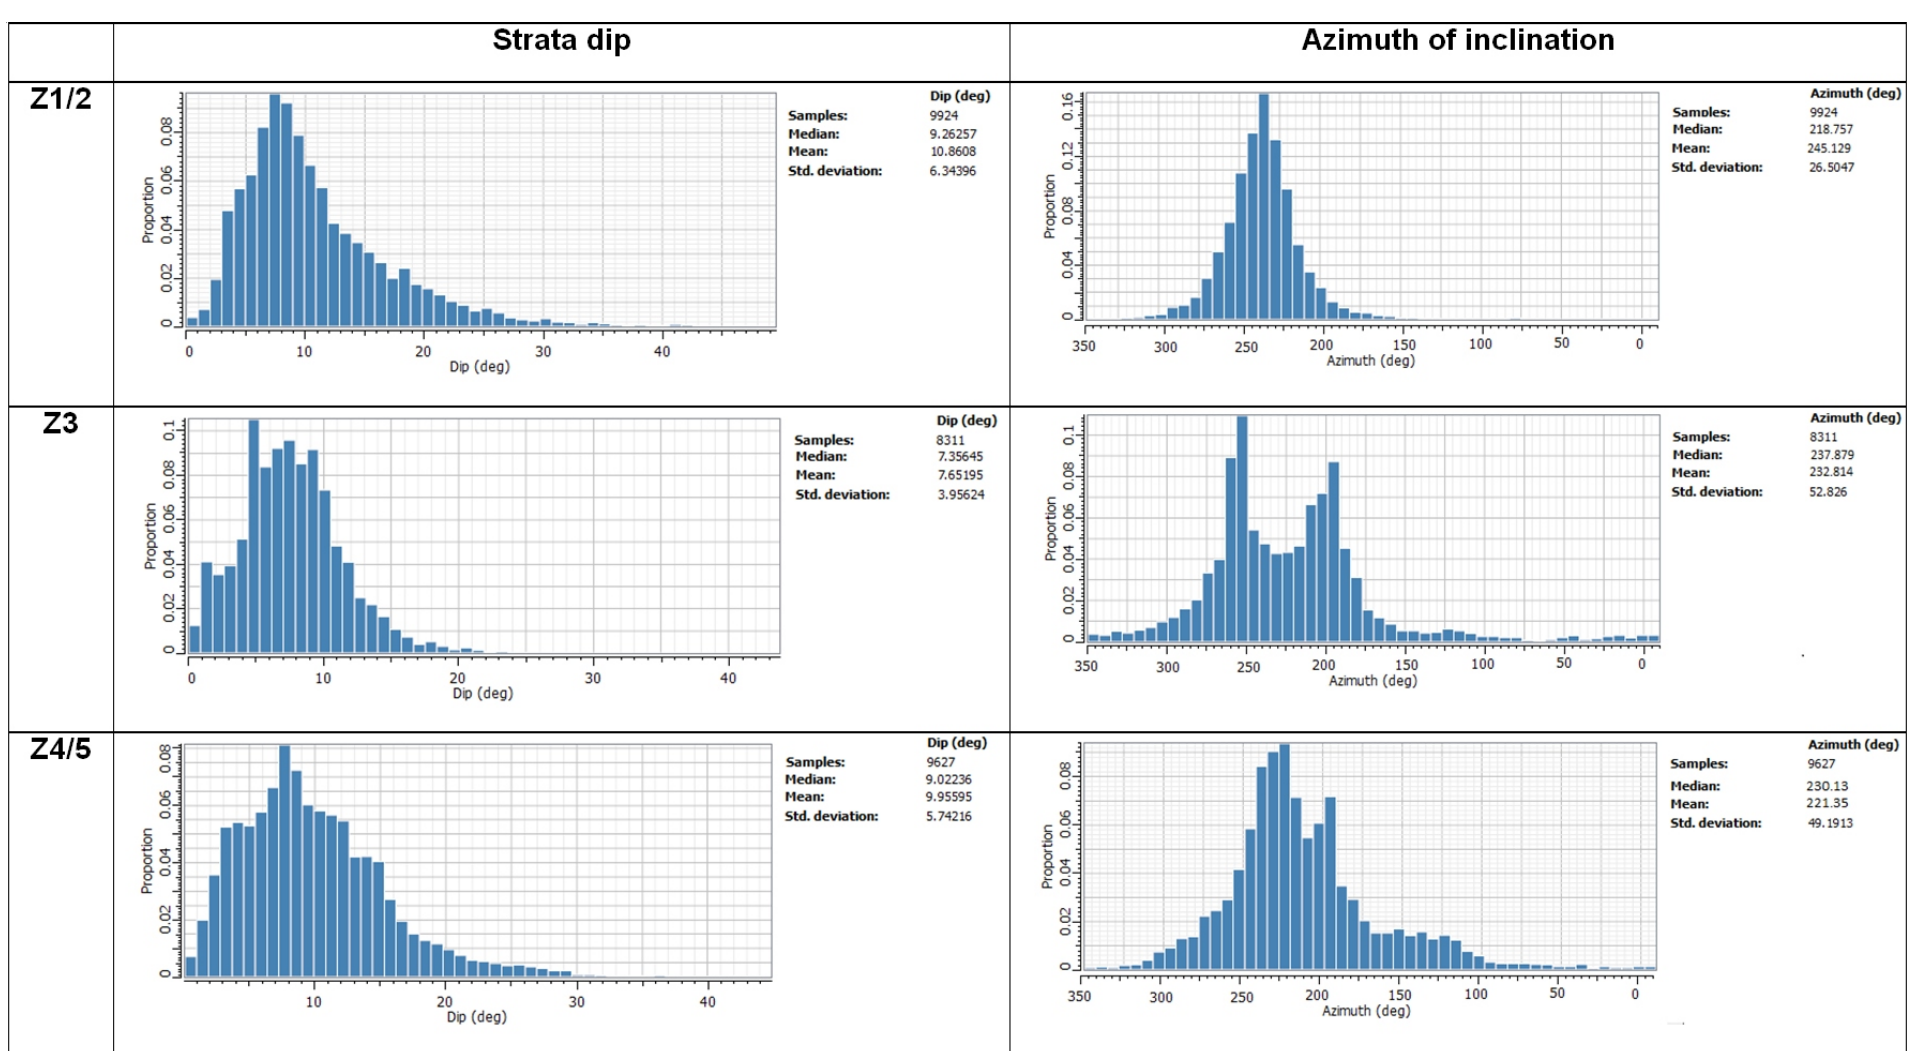 Strata dip
Azimuth of inclination
Z1/2
Proportion
0 0.02 0.04 0.06 0.08
0 10 20 30 40
Dip (deg)
Dip (deg)
Samples: 9924
Median: 9.26257
Mean: 10.8608
Std. deviation: 6.34396
Proportion
0 0.04 0.08 0.12 0.16
350 300 250 200 150 100 50 0
Azimuth (deg)
Azimuth (deg)
Samples: 9924
Median: 218.757
Mean: 245.129
Std. deviation: 26.5047
Z3
Proportion
0 0.02 0.04 0.06 0.08 0.1
0 10 20 30 40
Dip (deg)
Dip (deg)
Samples: 8311
Median: 7.35645
Mean: 7.65195
Std. deviation: 3.95624
Proportion
0 0.02 0.04 0.06 0.08 0.1
350 300 250 200 150 100 50 0
Azimuth (deg)
Azimuth (deg)
Samples: 8311
Median: 237.879
Mean: 232.814
Std. deviation: 52.826
Z4/5
Proportion
0 0.02 0.04 0.06 0.08
10 20 30 40
Dip (deg)
Dip (deg)
Samples: 9627
Median: 9.02236
Mean: 9.95595
Std. deviation: 5.74216
Proportion
0 0.02 0.04 0.06 0.08
350 300 250 200 150 100 50 0
Azimuth (deg)
Azimuth (deg)
Samples: 9627
Median: 230.13
Mean: 221.35
Std. deviation: 49.1913